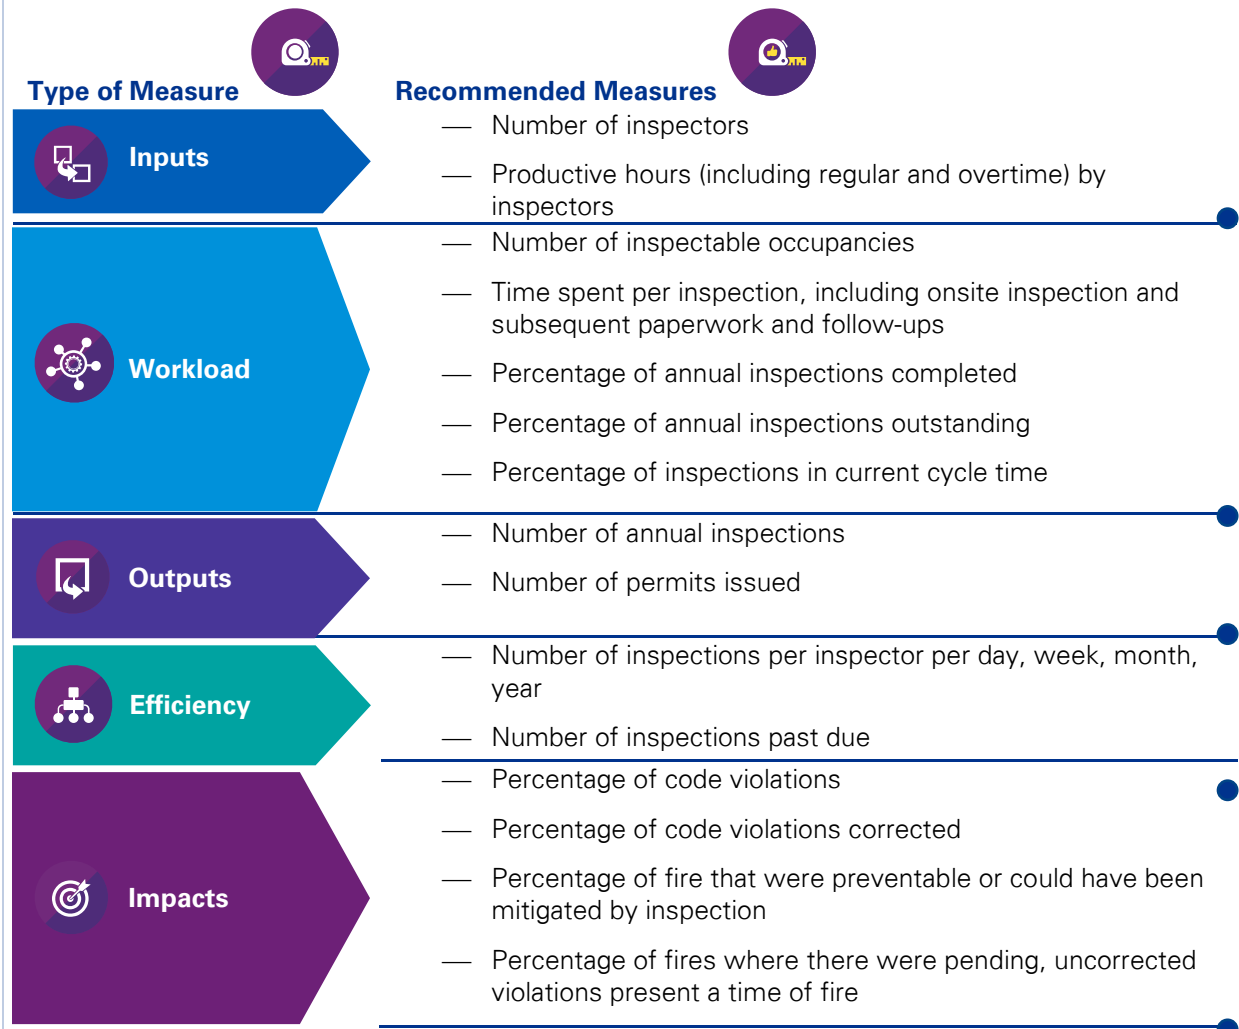 Type of Measure
Recommended Measures
Inputs
— Number of inspectors
— Productive hours (including regular and overtime) by
inspectors
Workload
— Number of inspectable occupancies
— Time spent per inspection, including onsite inspection and
subsequent paperwork and follow-ups
— Percentage of annual inspections completed
— Percentage of annual inspections outstanding
— Percentage of inspections in current cycle time
Outputs
— Number of annual inspections
— Number of permits issued
Efficiency
— Number of inspections per inspector per day, week, month,
year
— Number of inspections past due
Impacts
— Percentage of code violations
— Percentage of code violations corrected
— Percentage of fire that were preventable or could have been
mitigated by inspection
— Percentage of fires where there were pending, uncorrected
violations present a time of fire